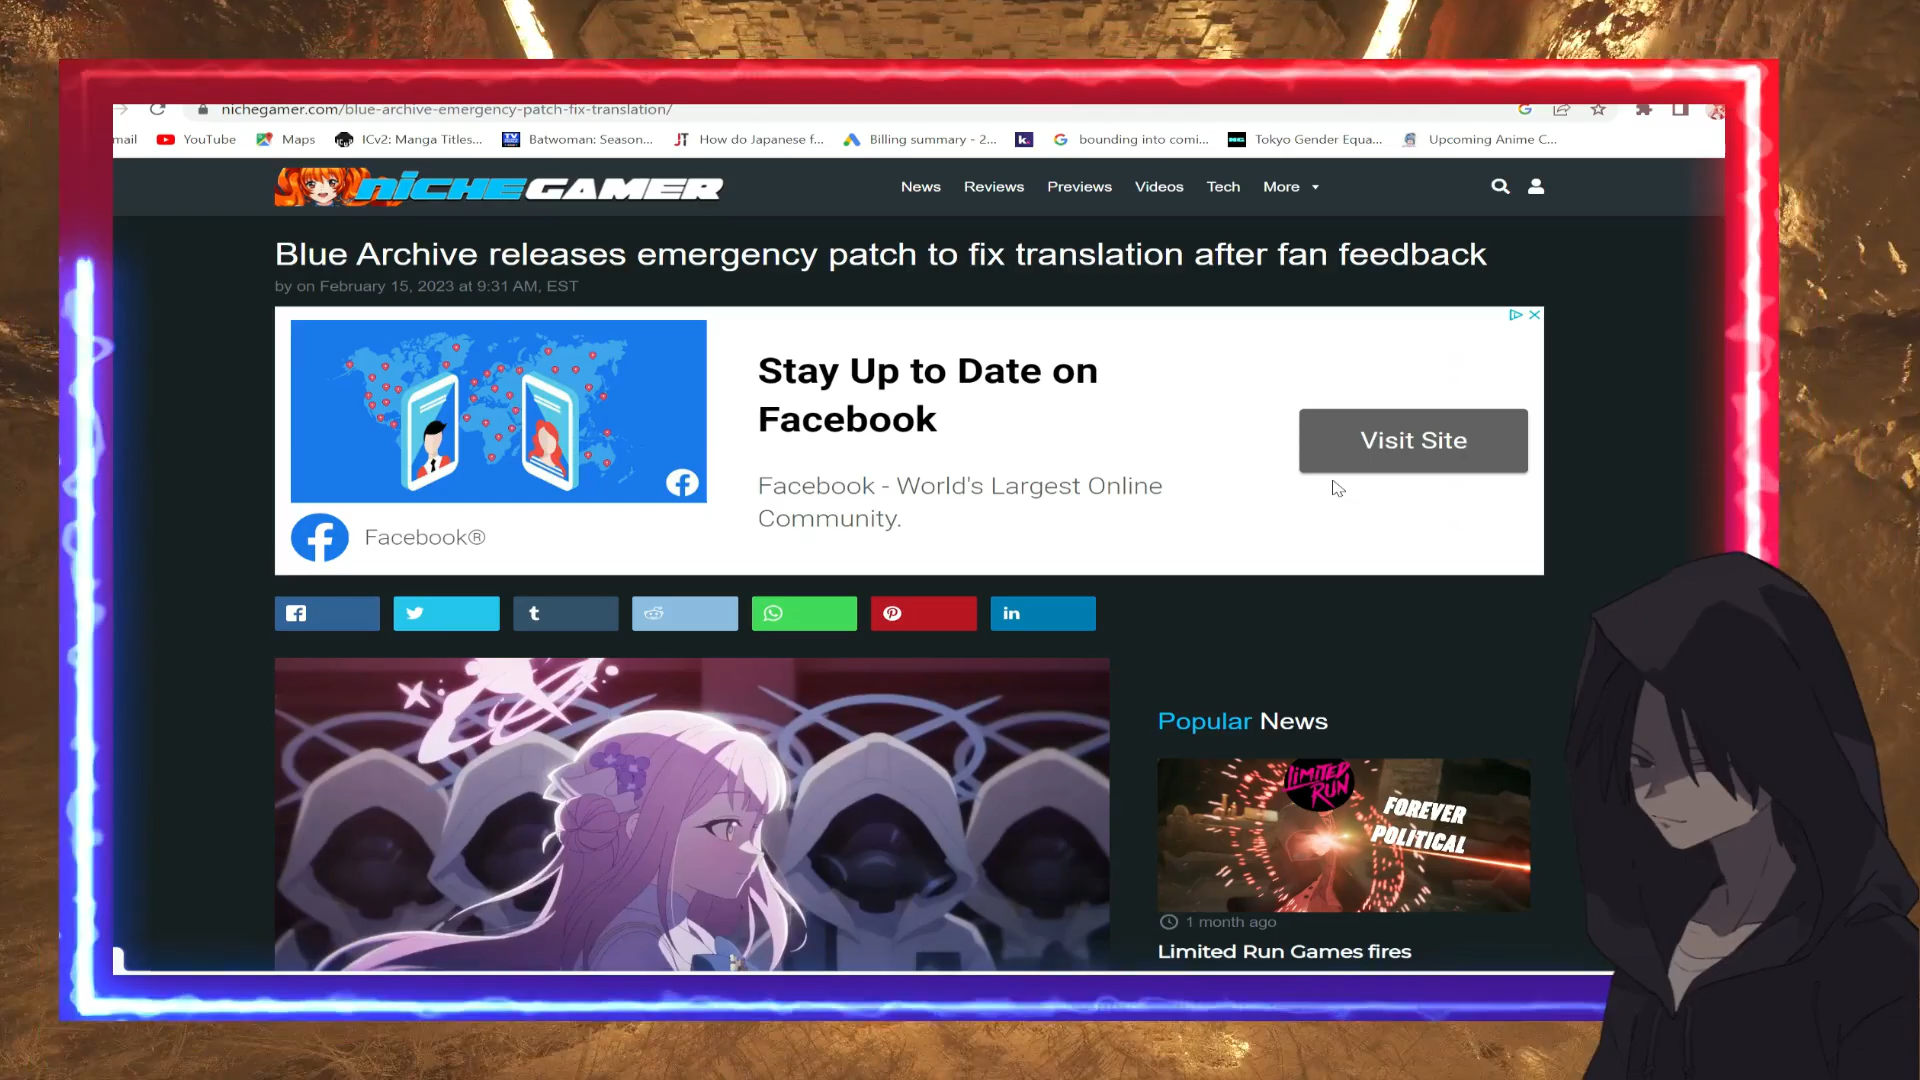 nichegamer.com/blue-archive-emergency-patch-fix-translation/
mail YouTube Maps ICv2: Manga Titles... Batwoman: Season... How do Japanese f... Billing summary - 2... bounding into comi... Tokyo Gender Equa... Upcoming Anime C...
NICHEGAMER
News Reviews Previews Videos Tech More
Blue Archive releases emergency patch to fix translation after fan feedback
by on February 15, 2023 at 9:31 AM, EST
Stay Up to Date on
Facebook
Visit Site
Facebook - World's Largest Online
Community.
Facebook®
Popular News
LIMITED
RUN
FOREVER
POLITICAL
1 month ago
Limited Run Games fires